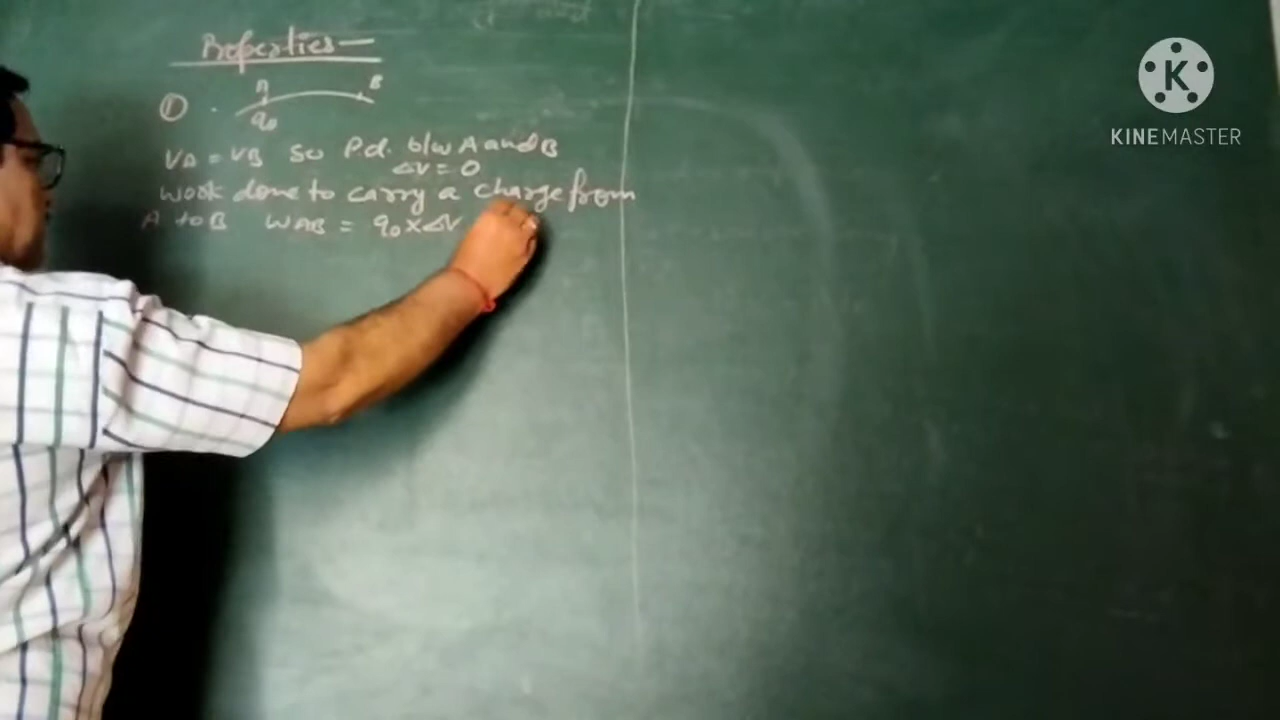 Properties —
① A B
q₀
VA = VB So P.d. b/w A and B
ΔV = 0
Work done to carry a charge from
A to B WAB = q₀ x ΔV
K
KINEMASTER